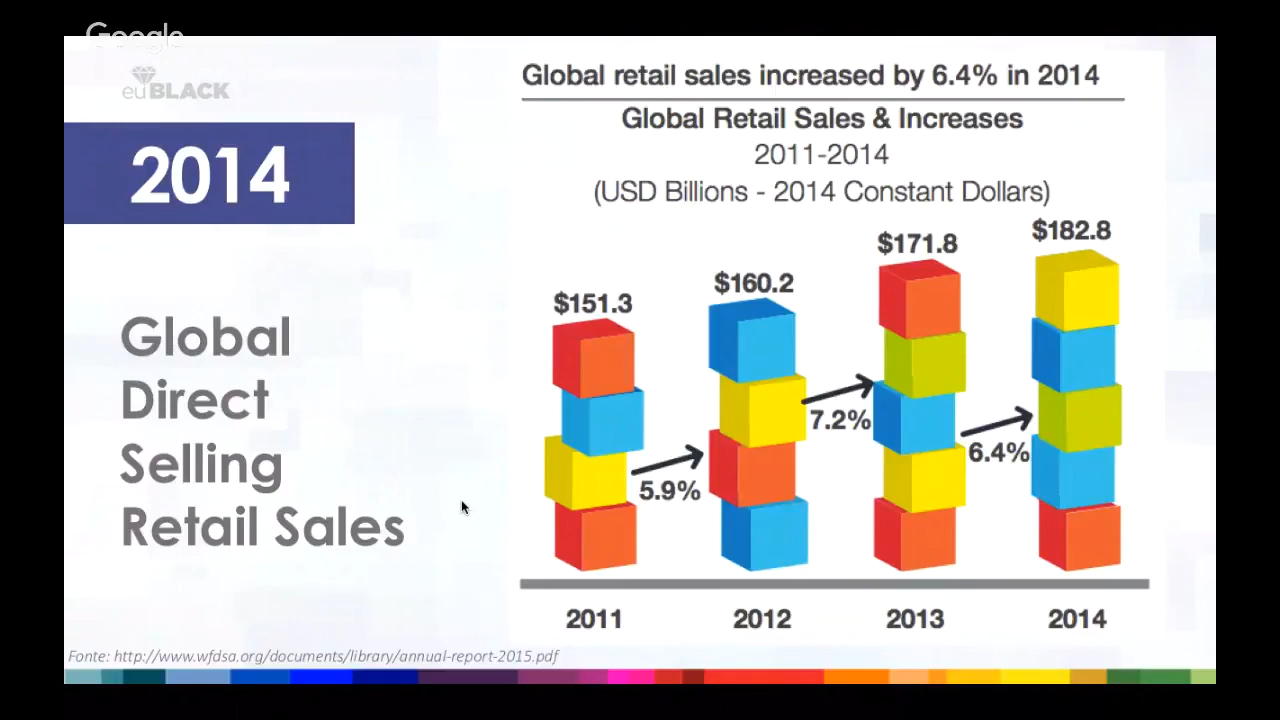 Google
euBLACK
2014
Global
Direct
Selling
Retail Sales
Global retail sales increased by 6.4% in 2014
Global Retail Sales & Increases
2011-2014
(USD Billions - 2014 Constant Dollars)
$151.3
$160.2
$171.8
$182.8
5.9%
7.2%
6.4%
2011
2012
2013
2014
Fonte: http://www.wfdsa.org/documents/library/annual-report-2015.pdf